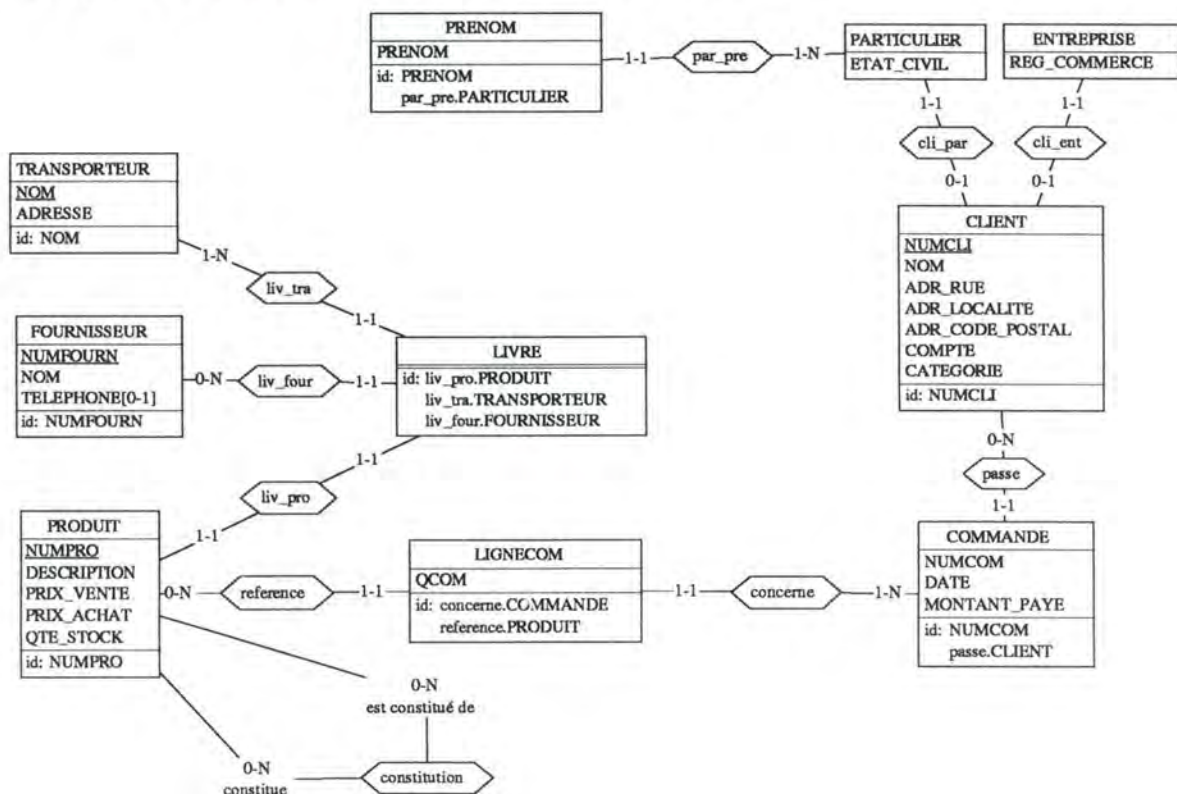 PRENOM
PRENOM
id: PRENOM
par_pre.PARTICULIER
1-1
par_pre
1-N
PARTICULIER
ETAT_CIVIL
ENTREPRISE
REG_COMMERCE
1-1
1-1
cli_par
cli_ent
0-1
0-1
TRANSPORTEUR
NOM
ADRESSE
id: NOM
1-N
liv_tra
1-1
CLIENT
NUMCLI
NOM
ADR_RUE
ADR_LOCALITE
ADR_CODE_POSTAL
COMPTE
CATEGORIE
id: NUMCLI
FOURNISSEUR
NUMFOURN
NOM
TELEPHONE[0-1]
id: NUMFOURN
0-N
liv_four
1-1
LIVRE
id: liv_pro.PRODUIT
liv_tra.TRANSPORTEUR
liv_four.FOURNISSEUR
1-1
liv_pro
1-1
0-N
passe
1-1
PRODUIT
NUMPRO
DESCRIPTION
PRIX_VENTE
PRIX_ACHAT
QTE_STOCK
id: NUMPRO
0-N
reference
1-1
LIGNECOM
QCOM
id: concerne.COMMANDE
reference.PRODUIT
1-1
concerne
1-N
COMMANDE
NUMCOM
DATE
MONTANT_PAYE
id: NUMCOM
passe.CLIENT
0-N
est constitué de
0-N
constitue
constitution